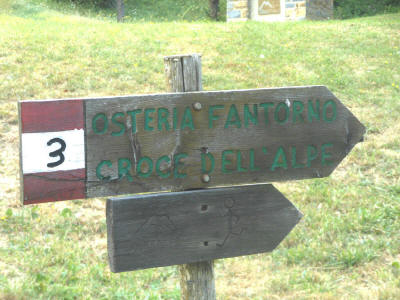 3
OSTERIA FANTORNO
CROCE DELL'ALPE